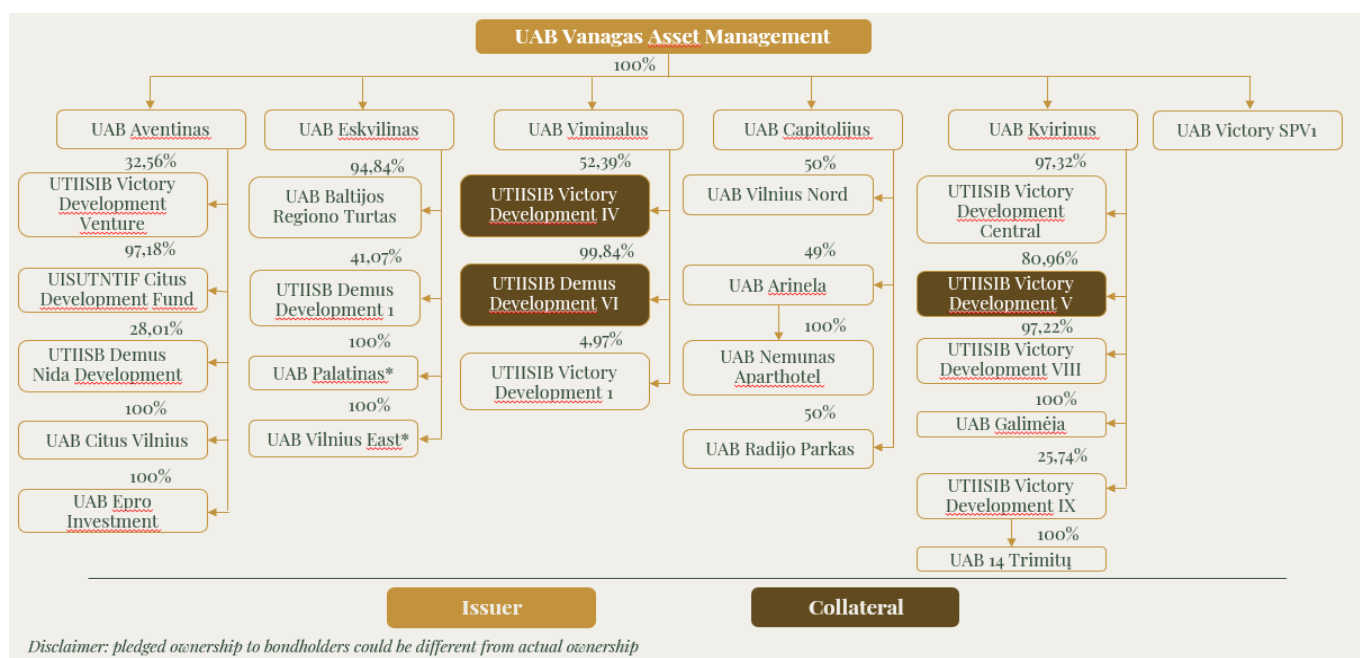 UAB Vanagas Asset Management
100%
UAB Aventinas
UAB Eskvilinas
UAB Viminalus
UAB Capitolijus
UAB Kvirinus
UAB Victory SPV1
32,56%
UTIISIB Victory
Development
Venture
97,18%
UISUTNTIF Citus
Development Fund
28,01%
UTIISB Demus
Nida Development
100%
UAB Citus Vilnius
100%
UAB Epro
Investment
94,84%
UAB Baltijos
Regiono Turtas
41,07%
UTIISB Demus
Development 1
100%
UAB Palatinas*
100%
UAB Vilnius East*
52,39%
UTIISIB Victory
Development IV
99,84%
UTIISIB Demus
Development VI
4,97%
UTIISIB Victory
Development 1
50%
UAB Vilnius Nord
49%
UAB Arinela
100%
UAB Nemunas
Aparthotel
50%
UAB Radijo Parkas
97,32%
UTIISIB Victory
Development
Central
80,96%
UTIISIB Victory
Development V
97,22%
UTIISIB Victory
Development VIII
100%
UAB Galimėja
25,74%
UTIISIB Victory
Development IX
100%
UAB 14 Trimitų
Issuer
Collateral
Disclaimer: pledged ownership to bondholders could be different from actual ownership